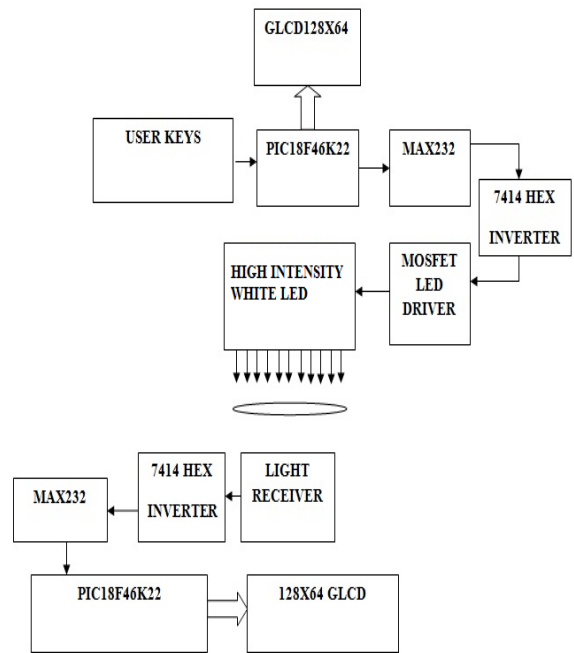 GLCD128X64
USER KEYS
PIC18F46K22
MAX232
7414 HEX
INVERTER
MOSFET
LED
DRIVER
HIGH INTENSITY
WHITE LED
7414 HEX
INVERTER
LIGHT
RECEIVER
MAX232
PIC18F46K22
128X64 GLCD